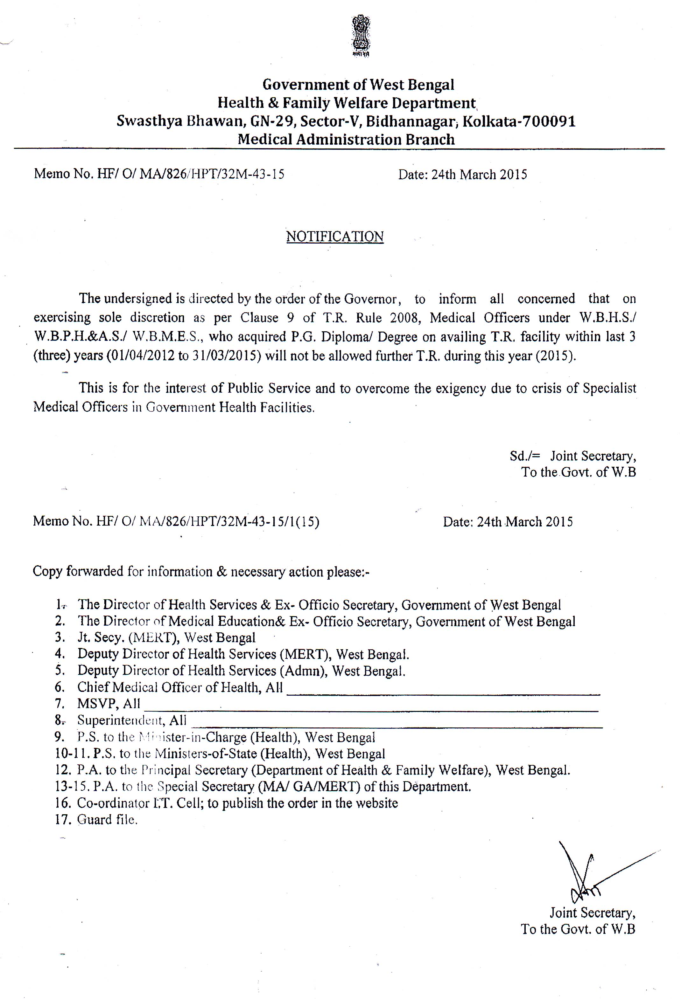 Government of West Bengal
Health & Family Welfare Department
Swasthya Bhawan, GN-29, Sector-V, Bidhannagar, Kolkata-700091
Medical Administration Branch
Memo No. HF/ O/ MA/826/HPT/32M-43-15 Date: 24th March 2015
NOTIFICATION
The undersigned is directed by the order of the Governor, to inform all concerned that on
exercising sole discretion as per Clause 9 of T.R. Rule 2008, Medical Officers under W.B.H.S./
W.B.P.H.&A.S./ W.B.M.E.S., who acquired P.G. Diploma/ Degree on availing T.R. facility within last 3
(three) years (01/04/2012 to 31/03/2015) will not be allowed further T.R. during this year (2015).
This is for the interest of Public Service and to overcome the exigency due to crisis of Specialist
Medical Officers in Government Health Facilities.
Sd./= Joint Secretary,
To the Govt. of W.B
Memo No. HF/ O/ MA/826/HPT/32M-43-15/1(15) Date: 24th March 2015
Copy forwarded for information & necessary action please:-
1. The Director of Health Services & Ex- Officio Secretary, Government of West Bengal
2. The Director of Medical Education& Ex- Officio Secretary, Government of West Bengal
3. Jt. Secy. (MERT), West Bengal
4. Deputy Director of Health Services (MERT), West Bengal.
5. Deputy Director of Health Services (Admn), West Bengal.
6. Chief Medical Officer of Health, All
7. MSVP, All
8. Superintendent, All
9. P.S. to the Minister-in-Charge (Health), West Bengal
10-11. P.S. to the Ministers-of-State (Health), West Bengal
12. P.A. to the Principal Secretary (Department of Health & Family Welfare), West Bengal.
13-15. P.A. to the Special Secretary (MA/ GA/MERT) of this Department.
16. Co-ordinator I.T. Cell; to publish the order in the website
17. Guard file.
Joint Secretary,
To the Govt. of W.B